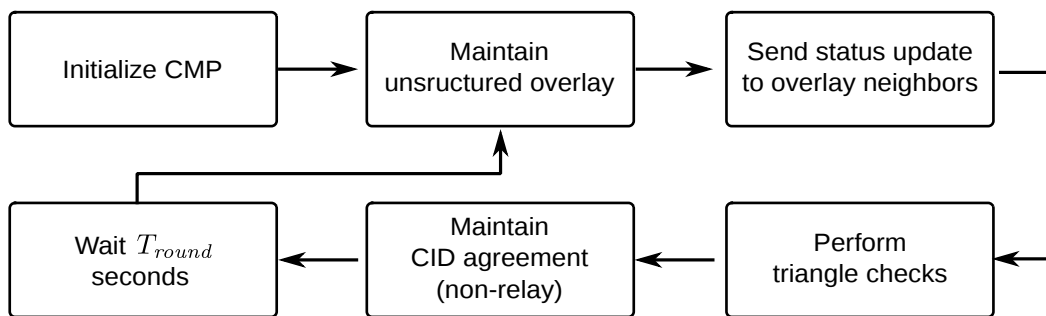 Initialize CMP
Maintain
unsructured overlay
Send status update
to overlay neighbors
Wait T_round
seconds
Maintain
CID agreement
(non-relay)
Perform
triangle checks